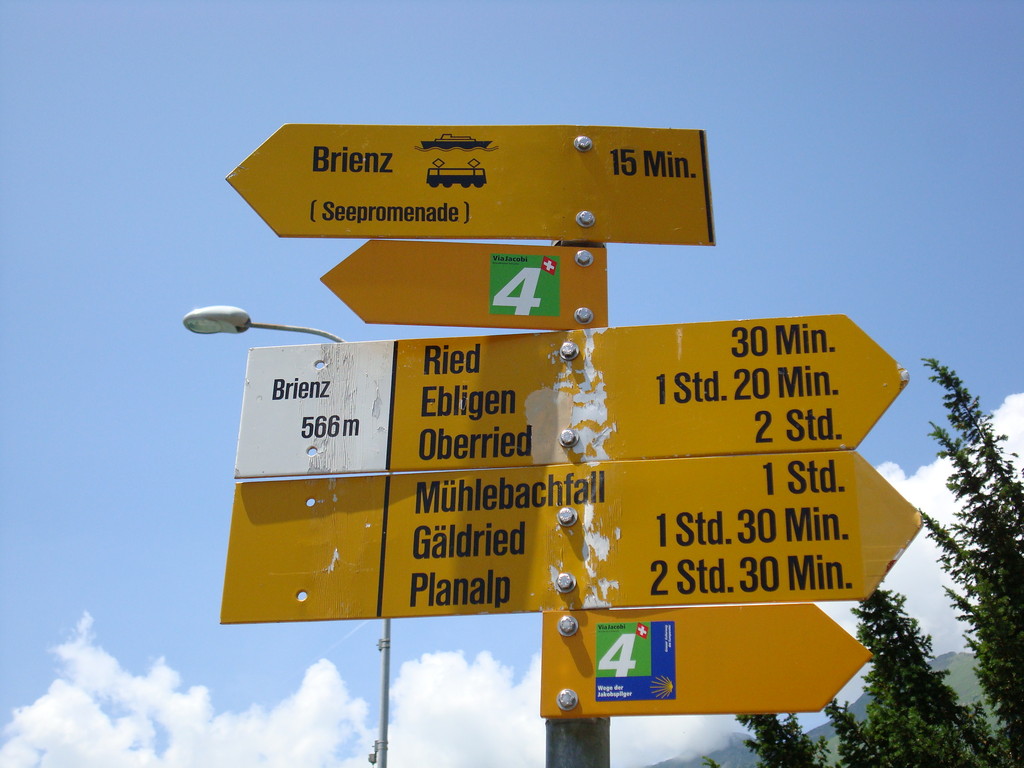 Brienz 15 Min.
( Seepromenade )
ViaJacobi
4
Brienz
566 m
Ried 30 Min.
Ebligen 1 Std. 20 Min.
Oberried 2 Std.
Mühlebachfall 1 Std.
Gäldried 1 Std. 30 Min.
Planalp 2 Std. 30 Min.
ViaJacobi
4
Wege der
Jakobspilger